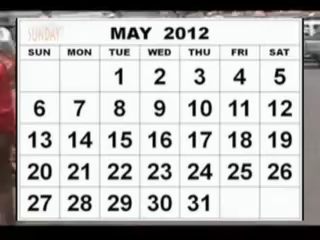 SUNDAY
MAY 2012
SUN MON TUE WED THU FRI SAT
1 2 3 4 5
6 7 8 9 10 11 12
13 14 15 16 17 18 19
20 21 22 23 24 25 26
27 28 29 30 31